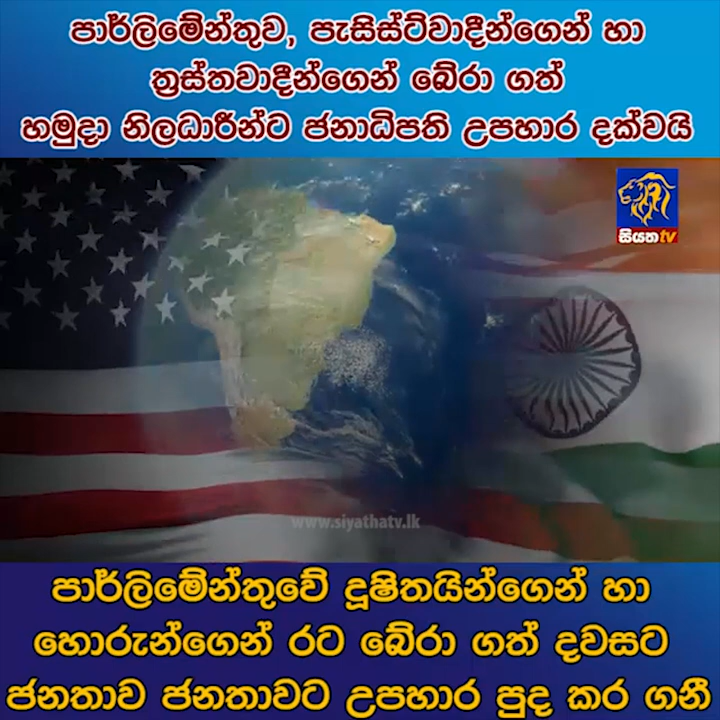 පාර්ලිමේන්තුව, පැසිස්ට්වාදීන්ගෙන් හා
ත්‍රස්තවාදීන්ගෙන් බේරා ගත්
හමුදා නිලධාරීන්ට ජනාධිපති උපහාර දක්වයි
සියත tv
www.siyathatv.lk
පාර්ලිමේන්තුවේ දූෂිතයින්ගෙන් හා
හොරුන්ගෙන් රට බේරා ගත් දවසට
ජනතාව ජනතාවට උපහාර පුද කර ගනී